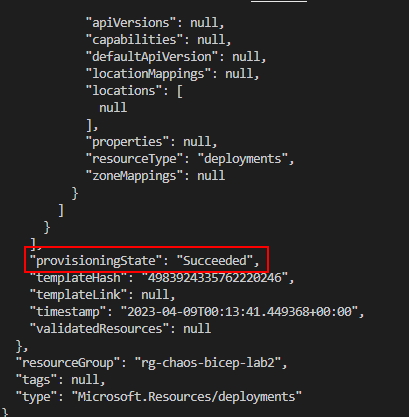 "apiVersions": null,
"capabilities": null,
"defaultApiVersion": null,
"locationMappings": null,
"locations": [
null
],
"properties": null,
"resourceType": "deployments",
"zoneMappings": null
}
]
}
],
"provisioningState": "Succeeded",
"templateHash": "4983924335762220246",
"templateLink": null,
"timestamp": "2023-04-09T00:13:41.449368+00:00",
"validatedResources": null
},
"resourceGroup": "rg-chaos-bicep-lab2",
"tags": null,
"type": "Microsoft.Resources/deployments"
}